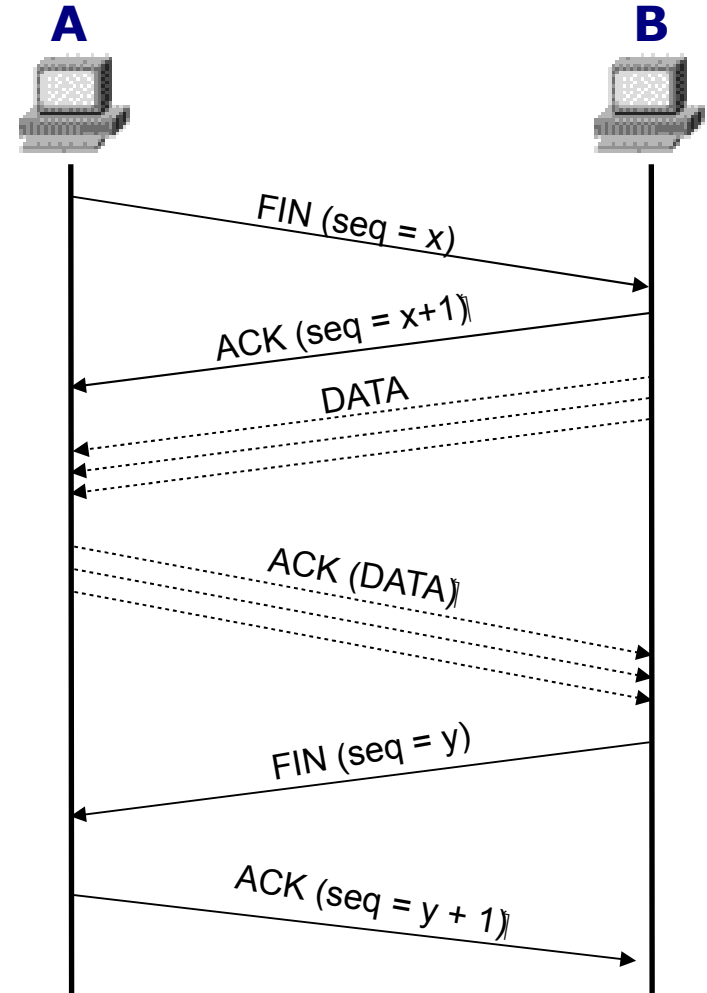 A
B
FIN (seq = x)
ACK (seq = x+1)
DATA
ACK (DATA)
FIN (seq = y)
ACK (seq = y + 1)